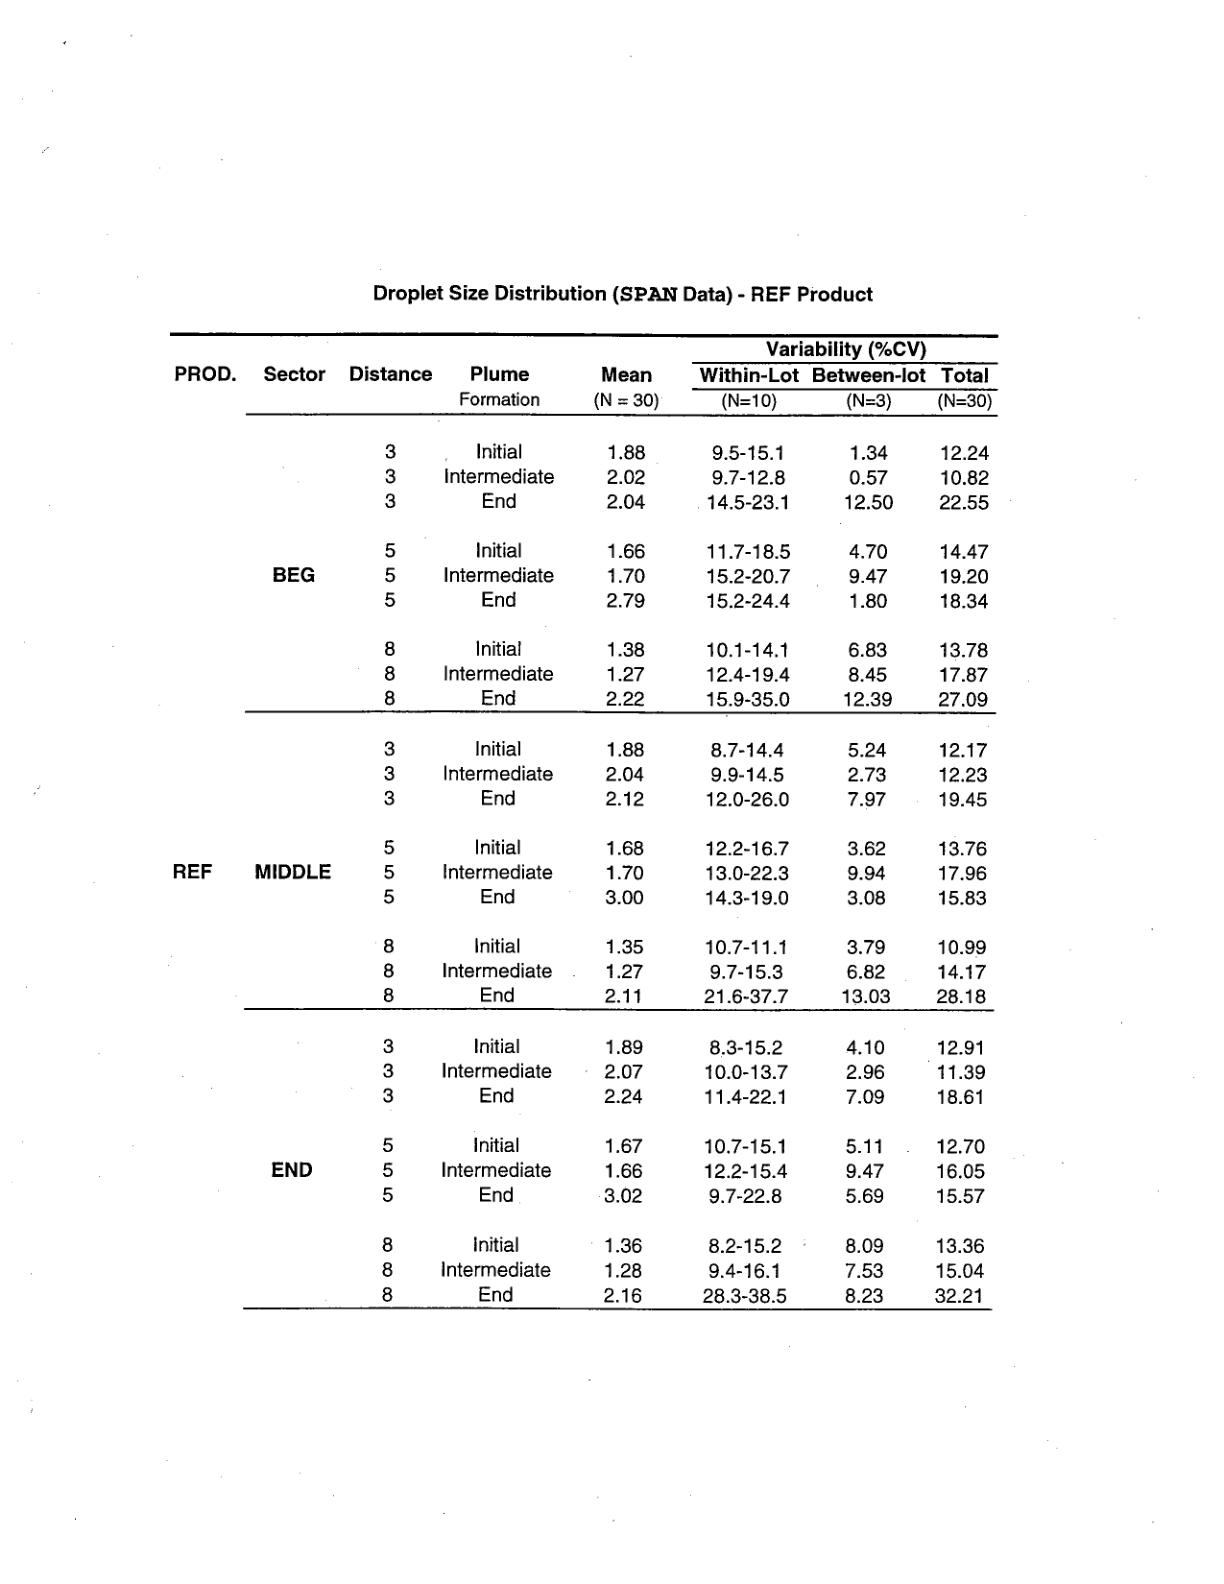 Droplet Size Distribution (SPAN Data) - REF Product
Variability (%CV)
PROD. Sector Distance Plume Mean Within-Lot Between-lot Total
Formation (N = 30) (N=10) (N=3) (N=30)
3 Initial 1.88 9.5-15.1 1.34 12.24
3 Intermediate 2.02 9.7-12.8 0.57 10.82
3 End 2.04 14.5-23.1 12.50 22.55
5 Initial 1.66 11.7-18.5 4.70 14.47
BEG 5 Intermediate 1.70 15.2-20.7 9.47 19.20
5 End 2.79 15.2-24.4 1.80 18.34
8 Initial 1.38 10.1-14.1 6.83 13.78
8 Intermediate 1.27 12.4-19.4 8.45 17.87
8 End 2.22 15.9-35.0 12.39 27.09
3 Initial 1.88 8.7-14.4 5.24 12.17
3 Intermediate 2.04 9.9-14.5 2.73 12.23
3 End 2.12 12.0-26.0 7.97 19.45
5 Initial 1.68 12.2-16.7 3.62 13.76
REF MIDDLE 5 Intermediate 1.70 13.0-22.3 9.94 17.96
5 End 3.00 14.3-19.0 3.08 15.83
8 Initial 1.35 10.7-11.1 3.79 10.99
8 Intermediate 1.27 9.7-15.3 6.82 14.17
8 End 2.11 21.6-37.7 13.03 28.18
3 Initial 1.89 8.3-15.2 4.10 12.91
3 Intermediate 2.07 10.0-13.7 2.96 11.39
3 End 2.24 11.4-22.1 7.09 18.61
5 Initial 1.67 10.7-15.1 5.11 12.70
END 5 Intermediate 1.66 12.2-15.4 9.47 16.05
5 End 3.02 9.7-22.8 5.69 15.57
8 Initial 1.36 8.2-15.2 8.09 13.36
8 Intermediate 1.28 9.4-16.1 7.53 15.04
8 End 2.16 28.3-38.5 8.23 32.21